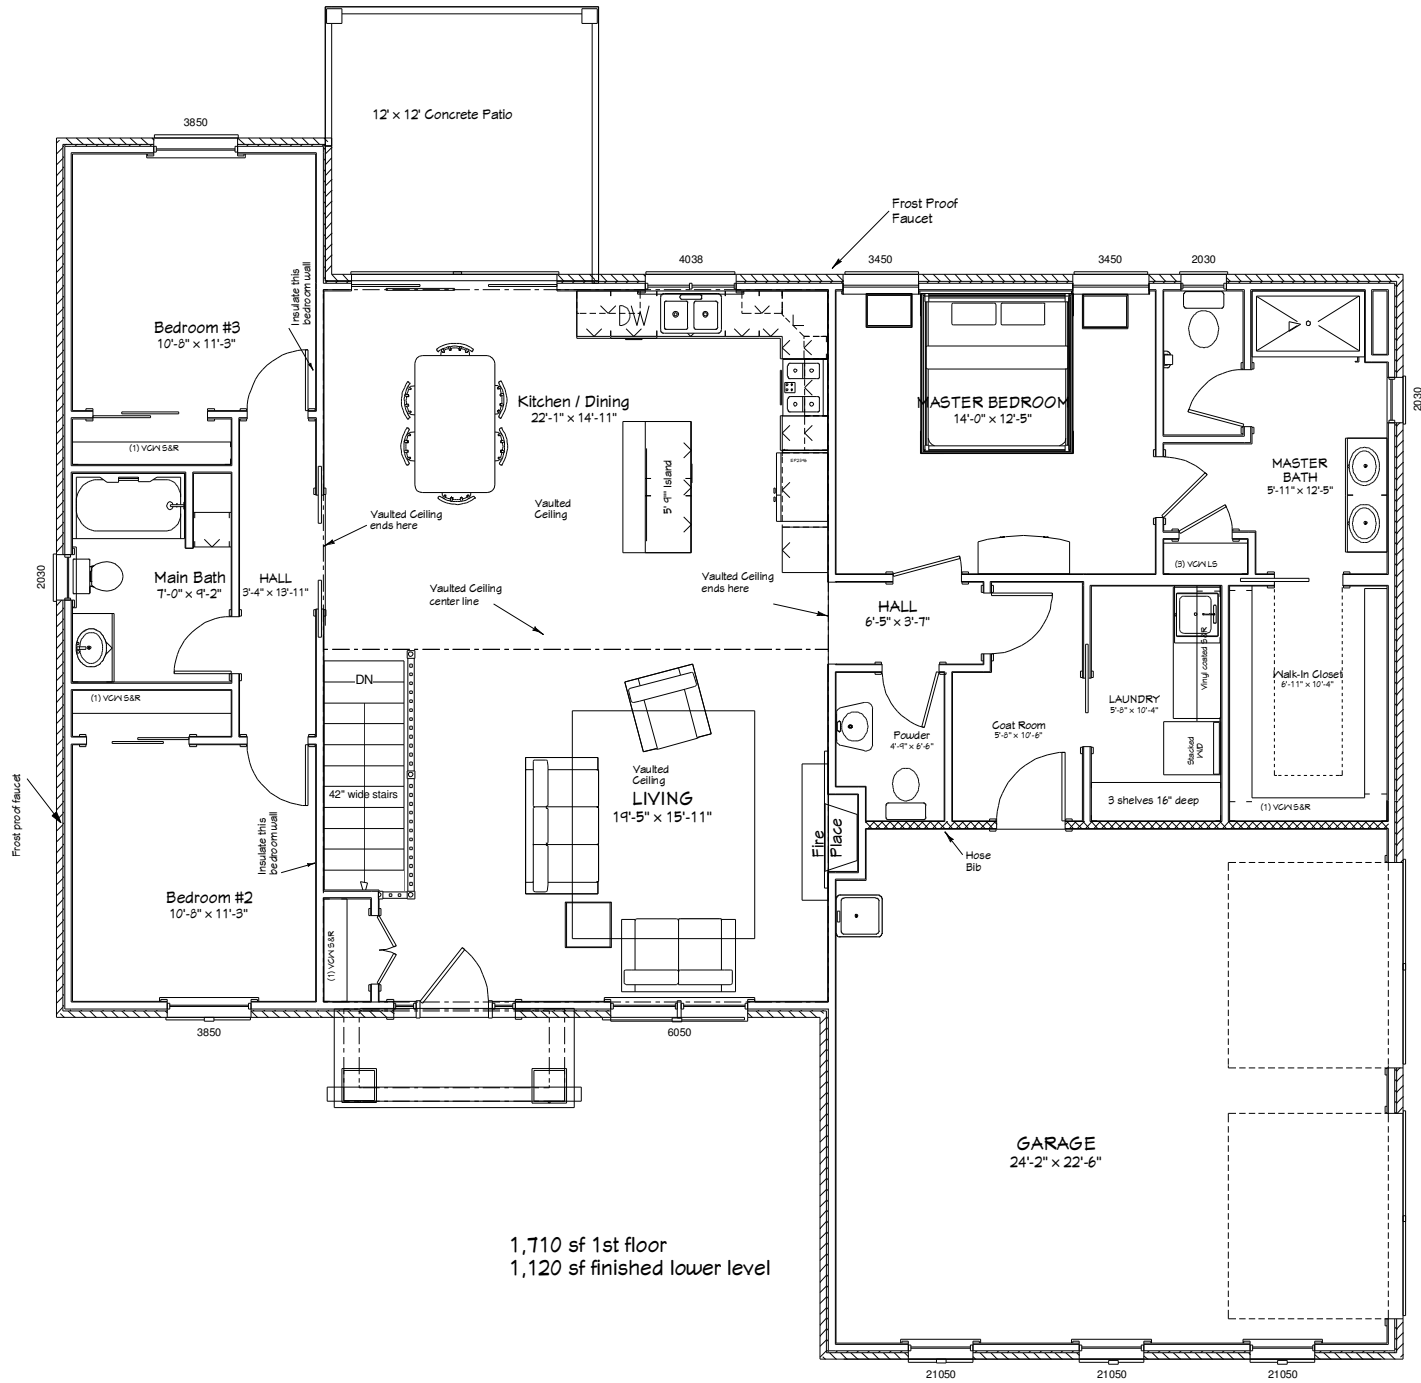 12' x 12' Concrete Patio
3850
Frost Proof
Faucet
4038
3450
3450
2030
Insulate this
bedroom wall
DW
Bedroom #3
10'-8" x 11'-3"
Kitchen / Dining
22'-1" x 14'-11"
MASTER BEDROOM
14'-0" x 12'-5"
2030
(1) VCW S&R
5' 9" Island
MASTER
BATH
5'-11" x 12'-5"
Vaulted Ceiling
ends here
Vaulted
Ceiling
(3) VCW LS
2030
Main Bath
7'-0" x 9'-2"
HALL
3'-4" x 13'-11"
Vaulted Ceiling
center line
Vaulted Ceiling
ends here
HALL
6'-5" x 3'-7"
Vinyl coated S&R
DN
Walk-In Closet
6'-11" x 10'-4"
(1) VCW S&R
LAUNDRY
5'-8" x 10'-4"
Coat Room
5'-8" x 10'-6"
Powder
4'-9" x 6'-6"
Stacked
W/D
Vaulted
Ceiling
LIVING
19'-5" x 15'-11"
42" wide stairs
3 shelves 16" deep
(1) VCW S&R
Frost proof faucet
Insulate this
bedroom wall
Fire
Place
Hose
Bib
Bedroom #2
10'-8" x 11'-3"
(1) VCW S&R
3850
6050
GARAGE
24'-2" x 22'-6"
1,710 sf 1st floor
1,120 sf finished lower level
21050
21050
21050